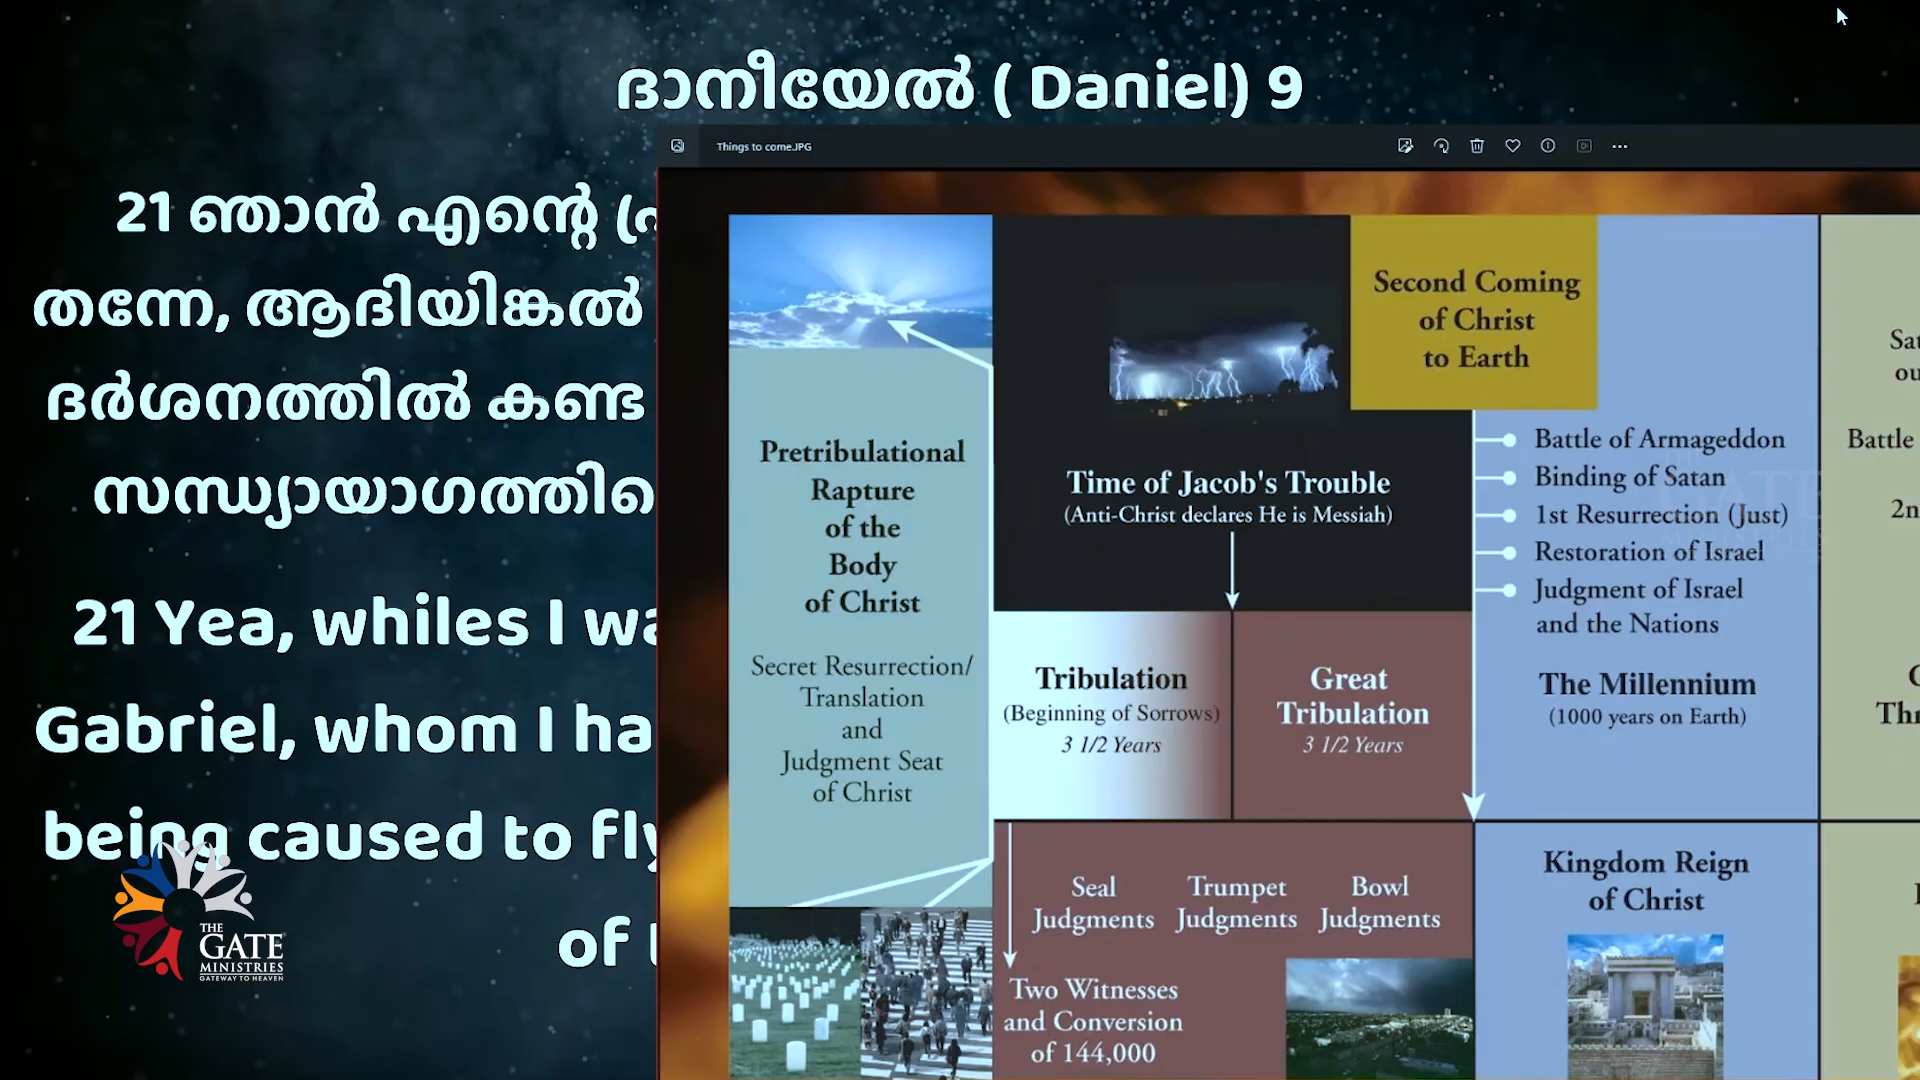 ദാനീയേൽ ( Daniel) 9
Things to come.JPG
21 ഞാൻ എന്റെ
തന്നേ, ആദിയിങ്കൽ
ദർശനത്തിൽ കണ്ട
21 Yea, whiles I
Gabriel, whom I
being caused to
of
THE
GATE
MINISTRIES
GATEWAY TO HEAVEN
Pretribulational
Rapture
of the
Body
of Christ
Secret Resurrection/
Translation
and
Judgment Seat
of Christ
Time of Jacob's Trouble
(Anti-Christ declares He is Messiah)
Tribulation
(Beginning of Sorrows)
3 1/2 Years
Great
Tribulation
3 1/2 Years
Seal
Judgments
Trumpet
Judgments
Bowl
Judgments
Two Witnesses
and Conversion
of 144,000
Second Coming
of Christ
to Earth
Battle of Armageddon
Binding of Satan
1st Resurrection (Just)
Restoration of Israel
Judgment of Israel
and the Nations
The Millennium
(1000 years on Earth)
Kingdom Reign
of Christ
Battle